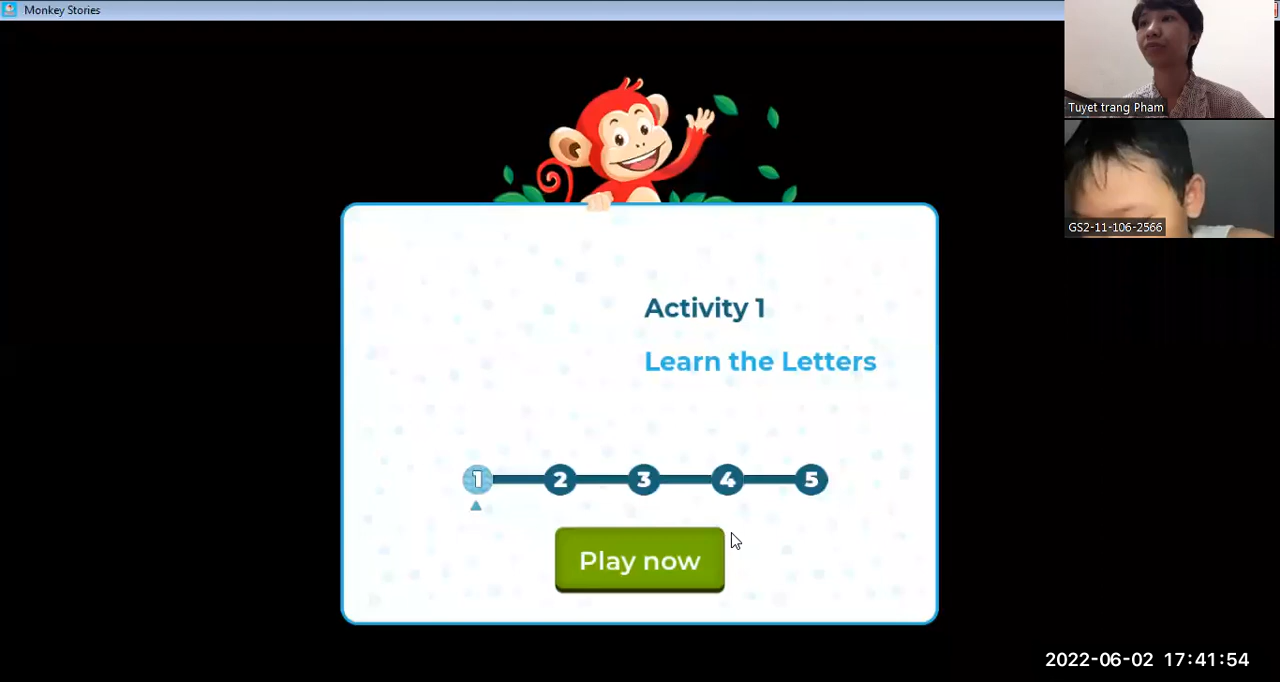 Monkey Stories
Tuyet trang Pham
GS2-11-106-2566
Activity 1
Learn the Letters
1 2 3 4 5
Play now
2022-06-02 17:41:54